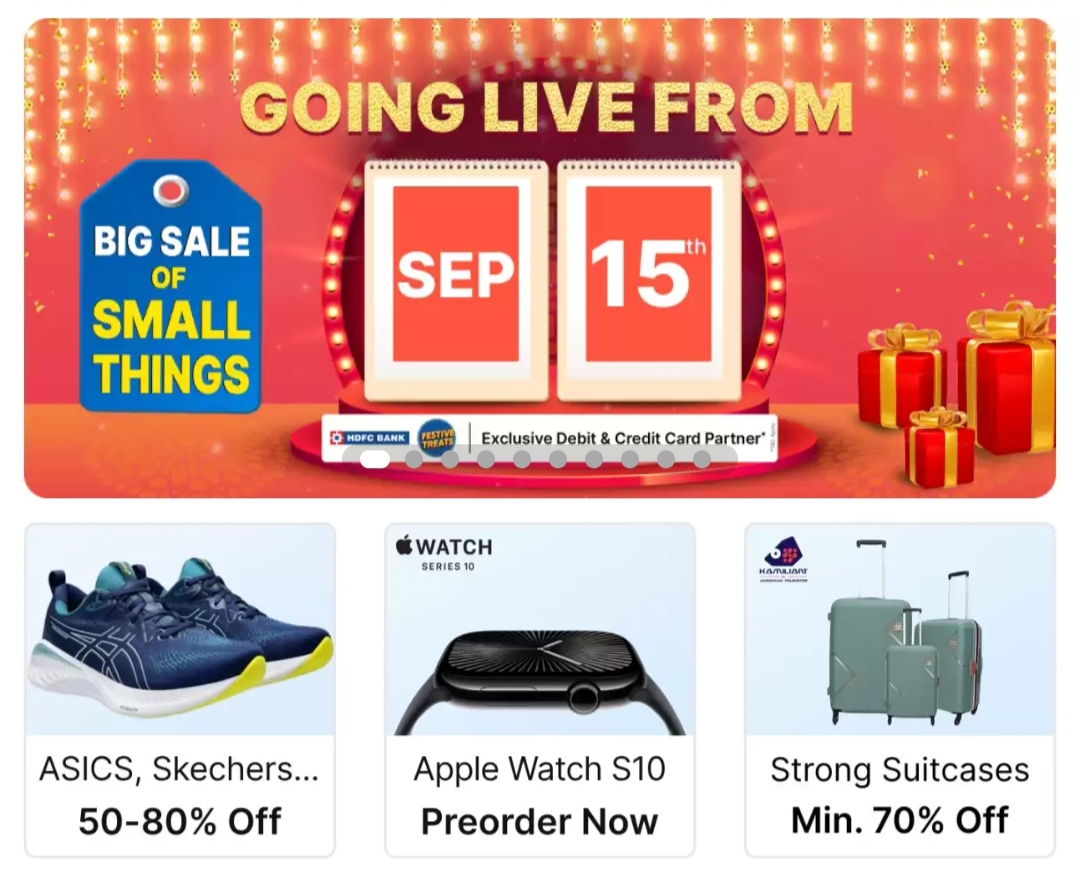 GOING LIVE FROM
BIG SALE
OF
SMALL
THINGS
SEP
15th
HDFC BANK
FESTIVE
TREATS
Exclusive Debit & Credit Card Partner*
WATCH
SERIES 10
KAMILIANT
AMERICAN TOURISTER
ASICS, Skechers...
50-80% Off
Apple Watch S10
Preorder Now
Strong Suitcases
Min. 70% Off